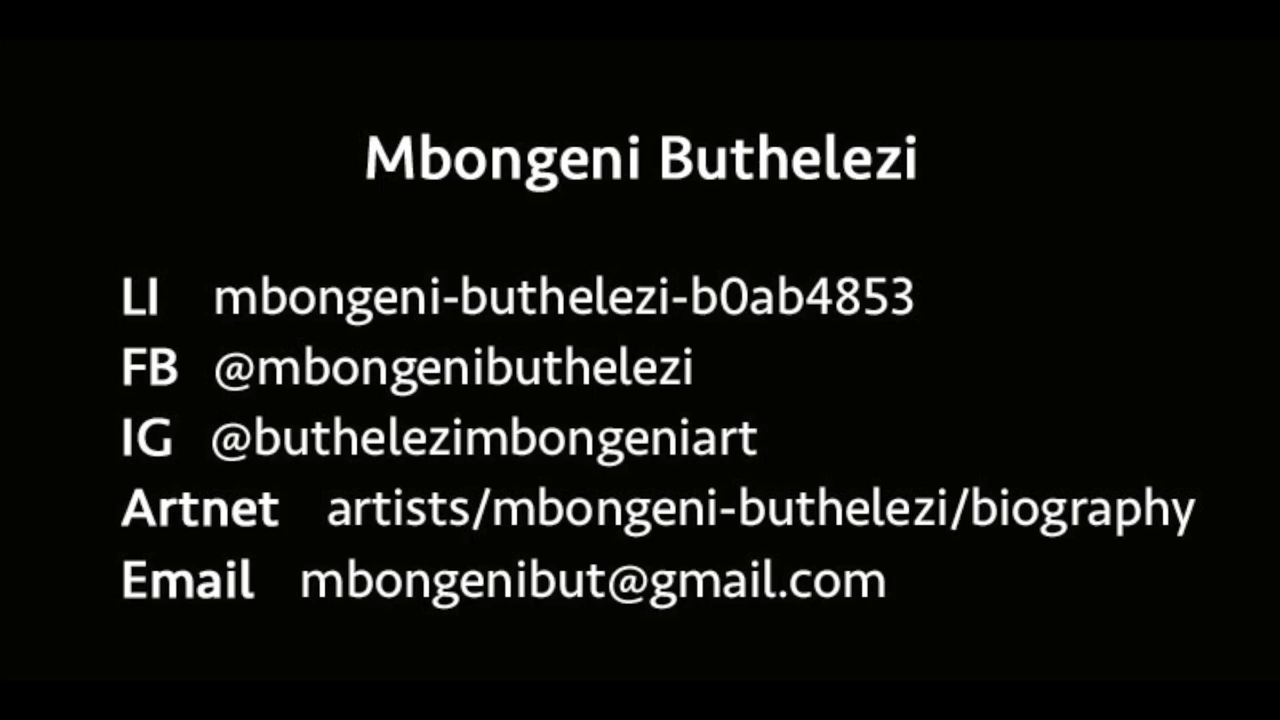 Mbongeni Buthelezi
LI mbongeni-buthelezi-b0ab4853
FB @mbongenibuthelezi
IG @buthelezimbongeniart
Artnet artists/mbongeni-buthelezi/biography
Email mbongenibut@gmail.com